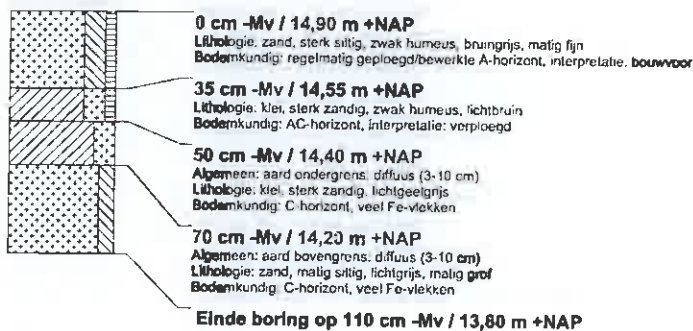 0 cm -Mv / 14,90 m +NAP
Lithologie: zand, sterk siltig, zwak humeus, bruingrijs, matig fijn
Bodemkundig: regelmatig geploegd/bewerkte A-horizont, interpretatie: bouwvoor
35 cm -Mv / 14,55 m +NAP
Lithologie: klei, sterk zandig, zwak humeus, lichtbruin
Bodemkundig: AC-horizont, interpretatie: verploegd
50 cm -Mv / 14,40 m +NAP
Algemeen: aard ondergrens: diffuus (3-10 cm)
Lithologie: klei, sterk zandig, lichtgeelgrijs
Bodemkundig: C-horizont, veel Fe-vlekken
70 cm -Mv / 14,20 m +NAP
Algemeen: aard bovengrens: diffuus (3-10 cm)
Lithologie: zand, matig siltig, lichtgrijs, matig grof
Bodemkundig: C-horizont, veel Fe-vlekken
Einde boring op 110 cm -Mv / 13,80 m +NAP